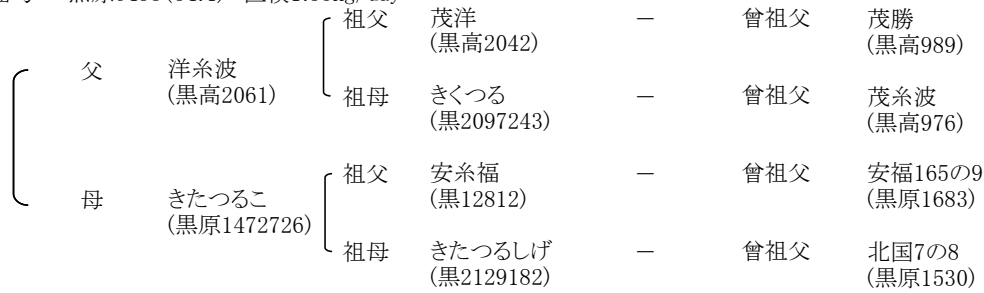 祖父 茂洋 － 曾祖父 茂勝
(黒高2042) (黒高989)
父 洋糸波
(黒高2061)
祖母 きくつる － 曾祖父 茂糸波
(黒2097243) (黒高976)
祖父 安糸福 － 曾祖父 安福165の9
(黒12812) (黒原1683)
母 きたつるこ
(黒原1472726)
祖母 きたつるしげ － 曾祖父 北国7の8
(黒2129182) (黒原1530)